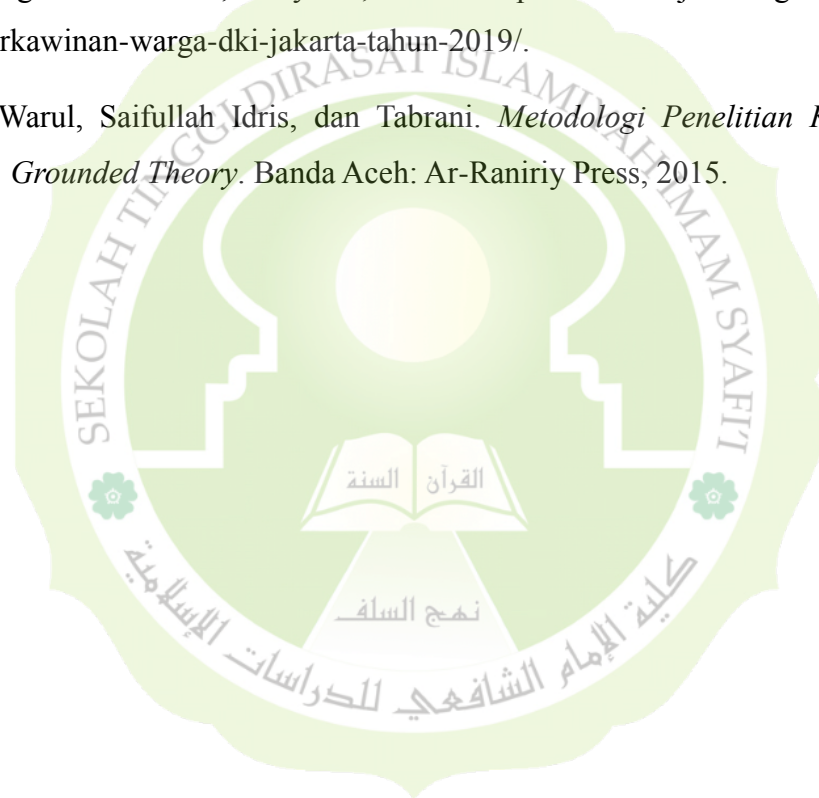 rkawinan-warga-dki-jakarta-tahun-2019/.
Warul, Saifullah Idris, dan Tabrani. Metodologi Penelitian
Grounded Theory. Banda Aceh: Ar-Raniriy Press, 2015.
SEKOLAH TINGGI DIRASAT ISLAMIYAH IMAM SYAFI'I
السنة القرآن
نهج السلف
كلية الإمام الشافعي للدراسات الإسلامية